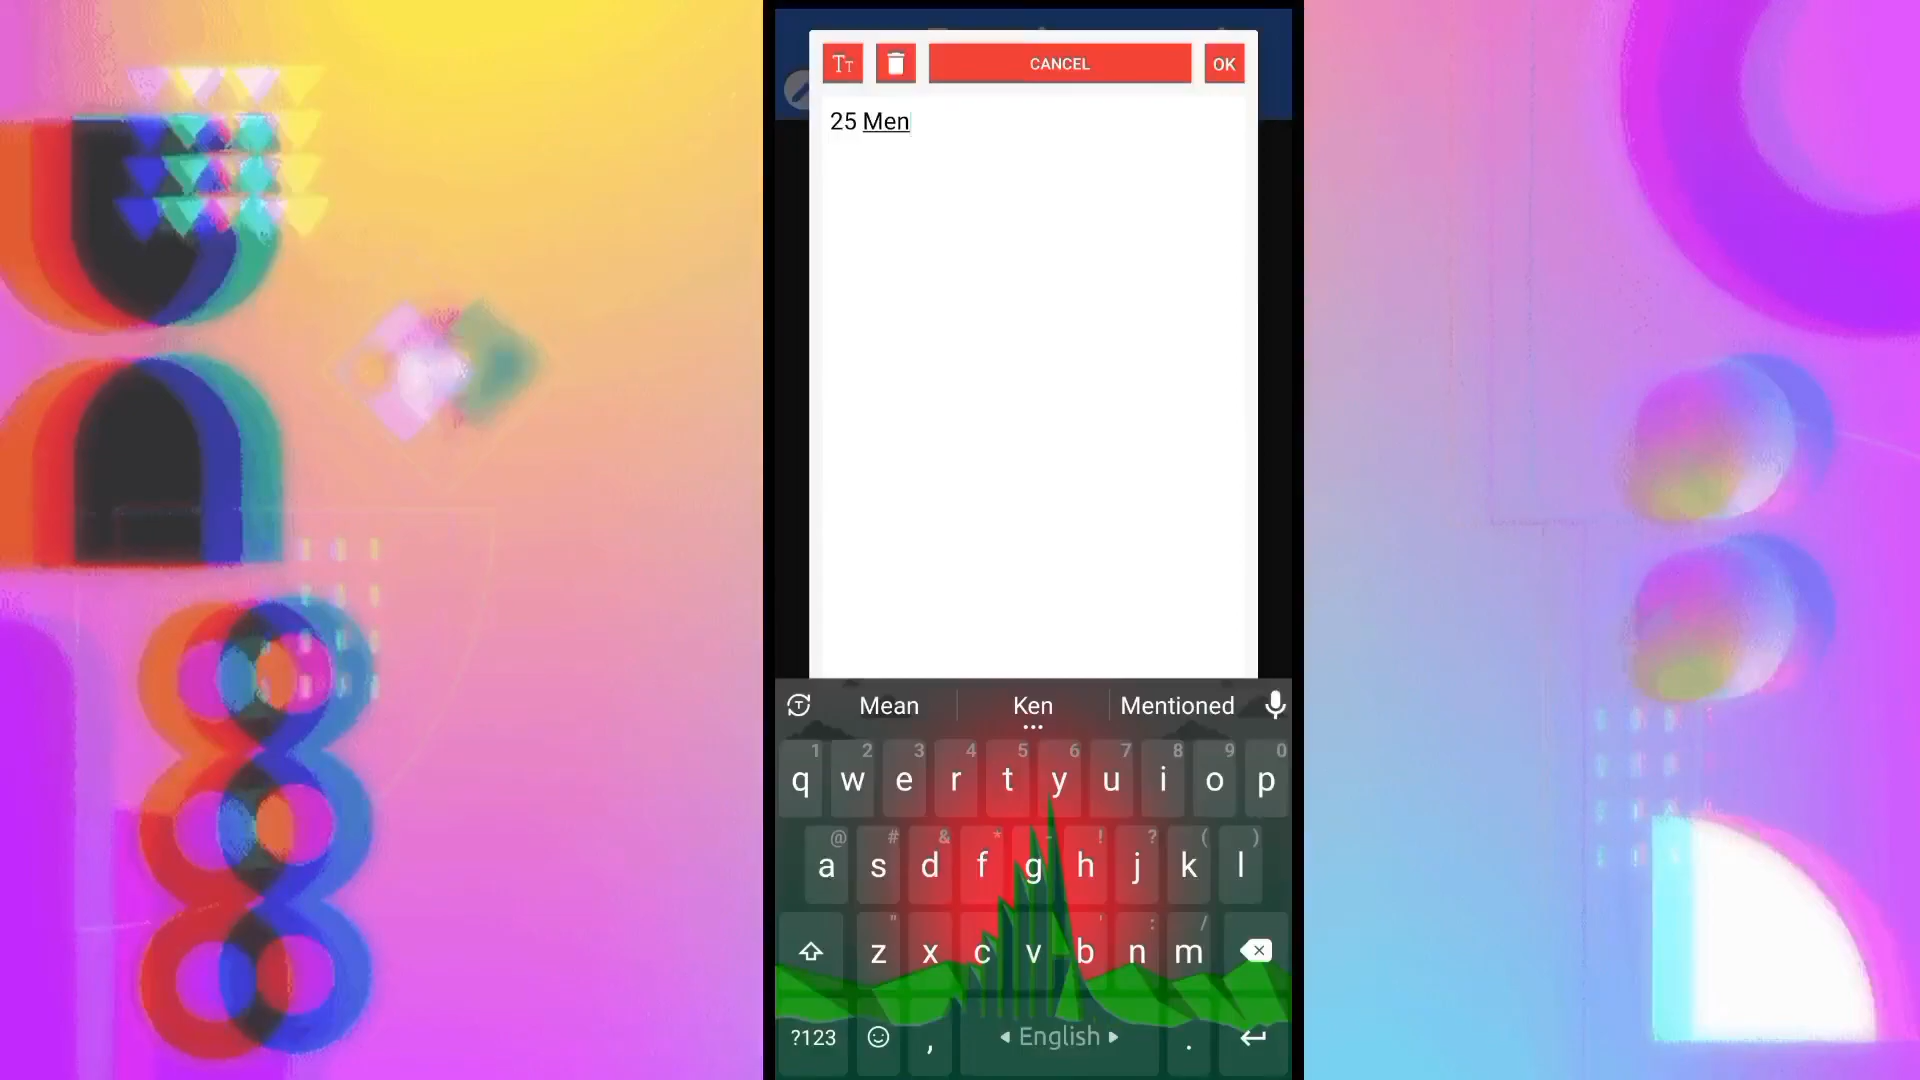 Tт CANCEL OK
25 Men
Mean Ken Mentioned
1 2 3 4 5 6 7 8 9 0
q w e r t y u i o p
@ # & * - ! ? ( )
a s d f g h j k l
" ' : /
z x c v b n m
?123 , English .